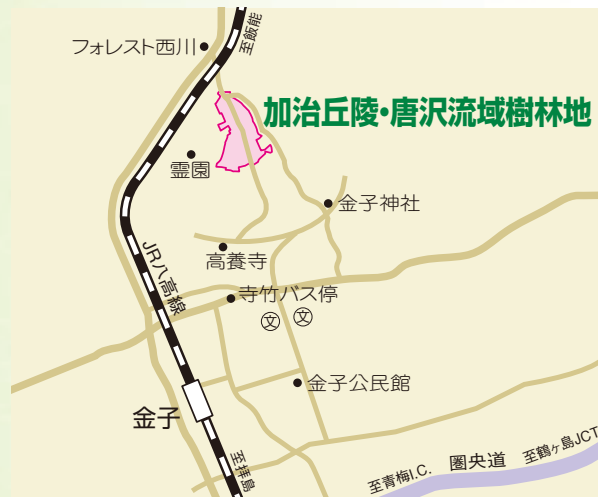 フォレスト西川
至飯能
加治丘陵・唐沢流域樹林地
霊園
金子神社
高養寺
JR八高線
寺竹バス停
文
文
金子公民館
金子
至拝島
至青梅I.C.
圏央道
至鶴ヶ島JCT